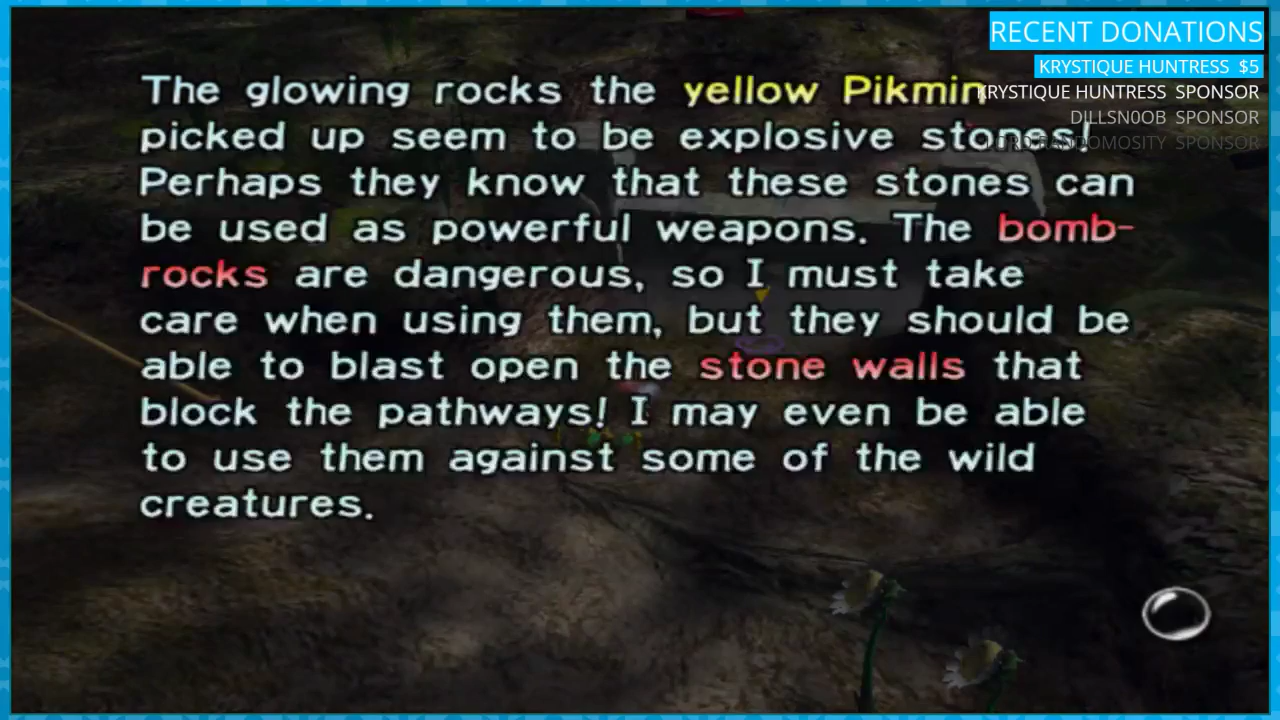 RECENT DONATIONS
KRYSTIQUE HUNTRESS $5
KRYSTIQUE HUNTRESS SPONSOR
DILLSN0OB SPONSOR
LORD RANDOMOSITY SPONSOR
The glowing rocks the yellow Pikmin
picked up seem to be explosive stones!
Perhaps they know that these stones can
be used as powerful weapons. The bomb-
rocks are dangerous, so I must take
care when using them, but they should be
able to blast open the stone walls that
block the pathways! I may even be able
to use them against some of the wild
creatures.